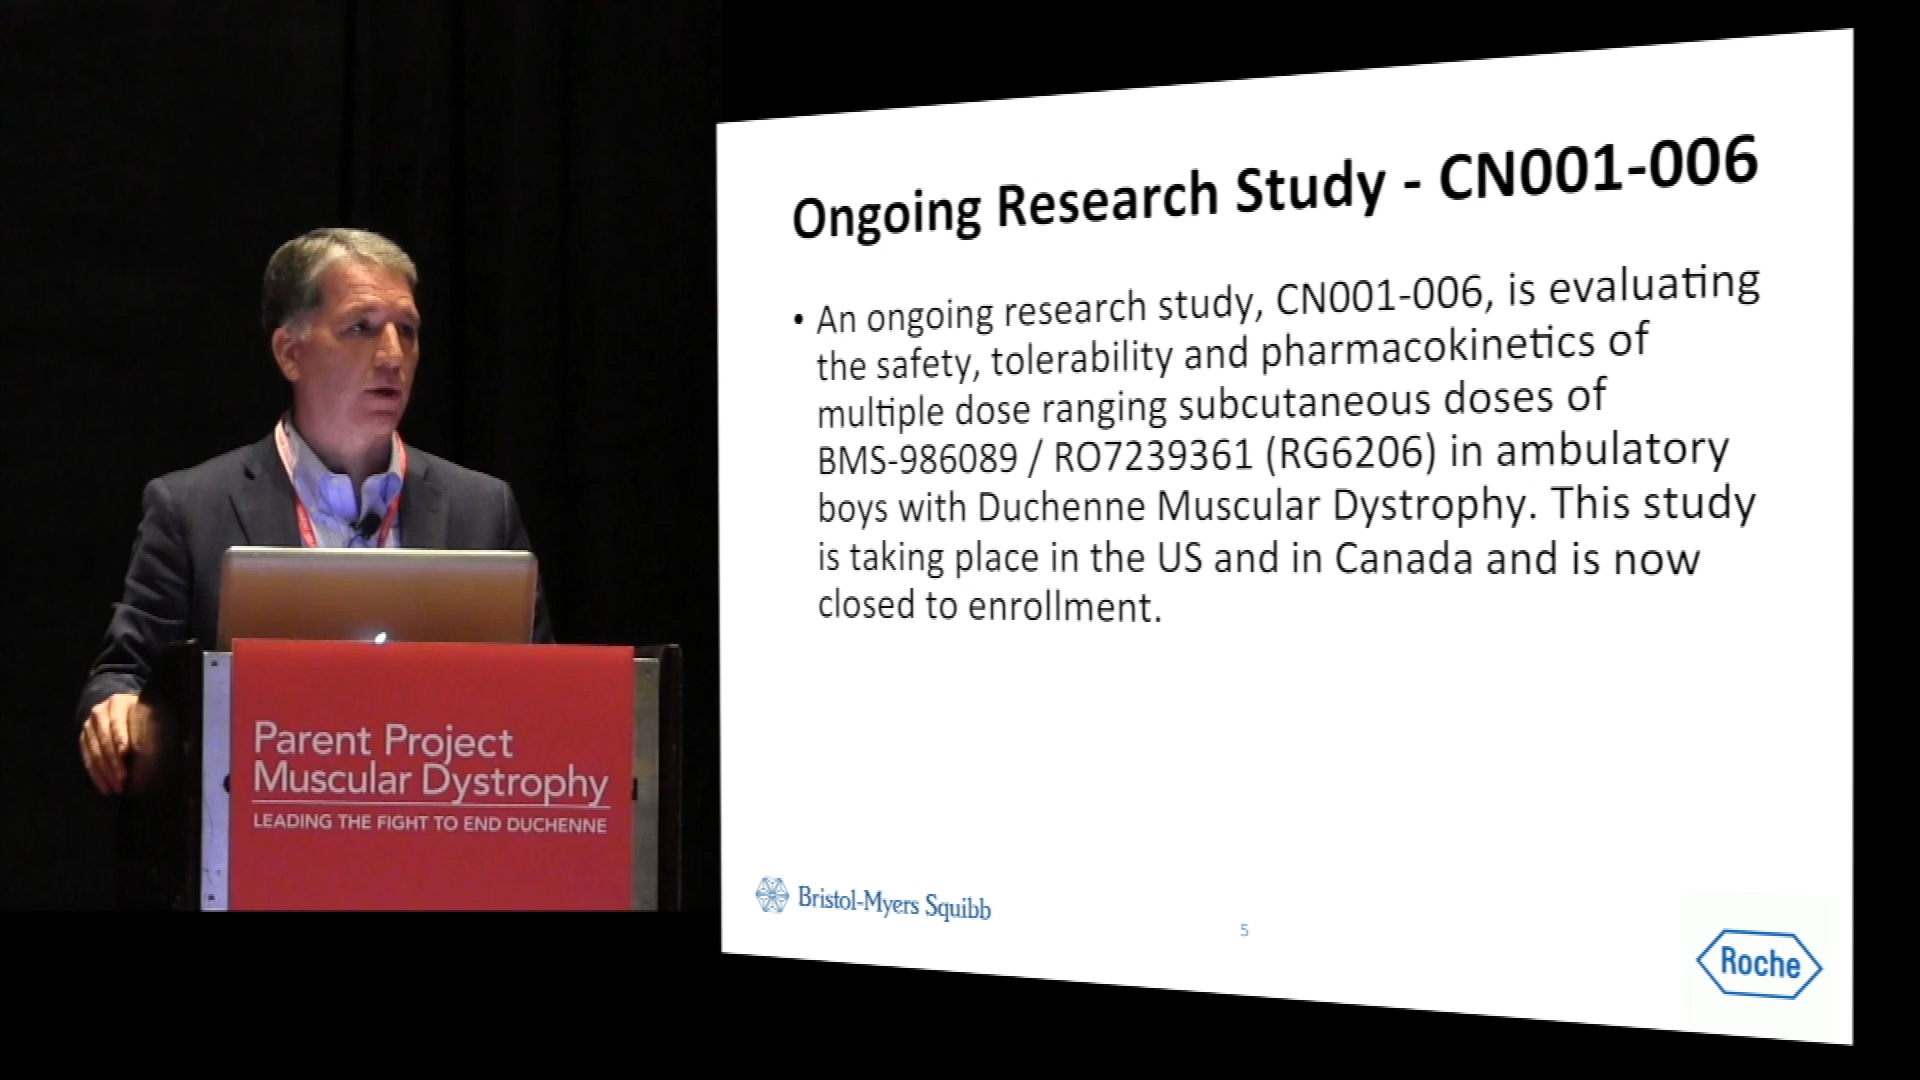 Ongoing Research Study - CN001-006
• An ongoing research study, CN001-006, is evaluating
the safety, tolerability and pharmacokinetics of
multiple dose ranging subcutaneous doses of
BMS-986089 / RO7239361 (RG6206) in ambulatory
boys with Duchenne Muscular Dystrophy. This study
is taking place in the US and in Canada and is now
closed to enrollment.
Bristol-Myers Squibb
5
Roche
Parent Project
Muscular Dystrophy
LEADING THE FIGHT TO END DUCHENNE